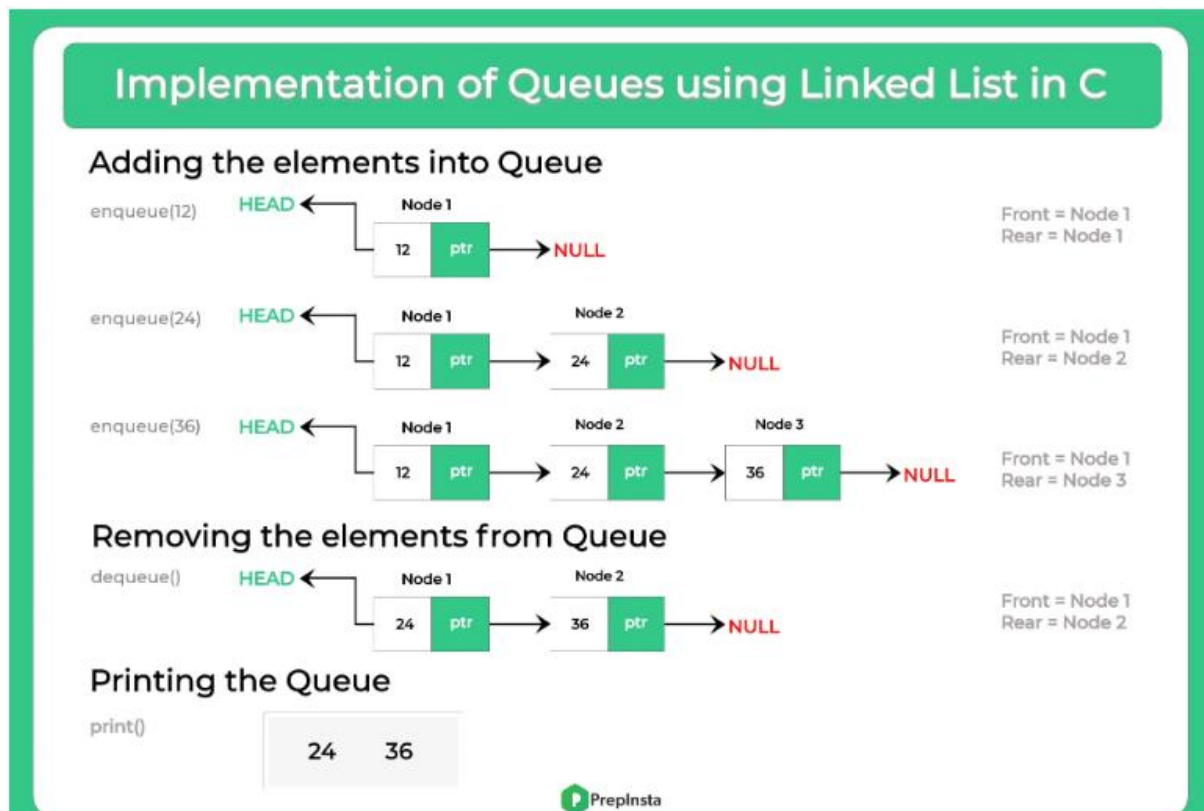 Implementation of Queues using Linked List in C
Adding the elements into Queue
enqueue(12)
HEAD
Node 1
12 ptr
NULL
Front = Node 1
Rear = Node 1
enqueue(24)
HEAD
Node 1
Node 2
12 ptr
24 ptr
NULL
Front = Node 1
Rear = Node 2
enqueue(36)
HEAD
Node 1
Node 2
Node 3
12 ptr
24 ptr
36 ptr
NULL
Front = Node 1
Rear = Node 3
Removing the elements from Queue
dequeue()
HEAD
Node 1
Node 2
24 ptr
36 ptr
NULL
Front = Node 1
Rear = Node 2
Printing the Queue
print()
24 36
PrepInsta